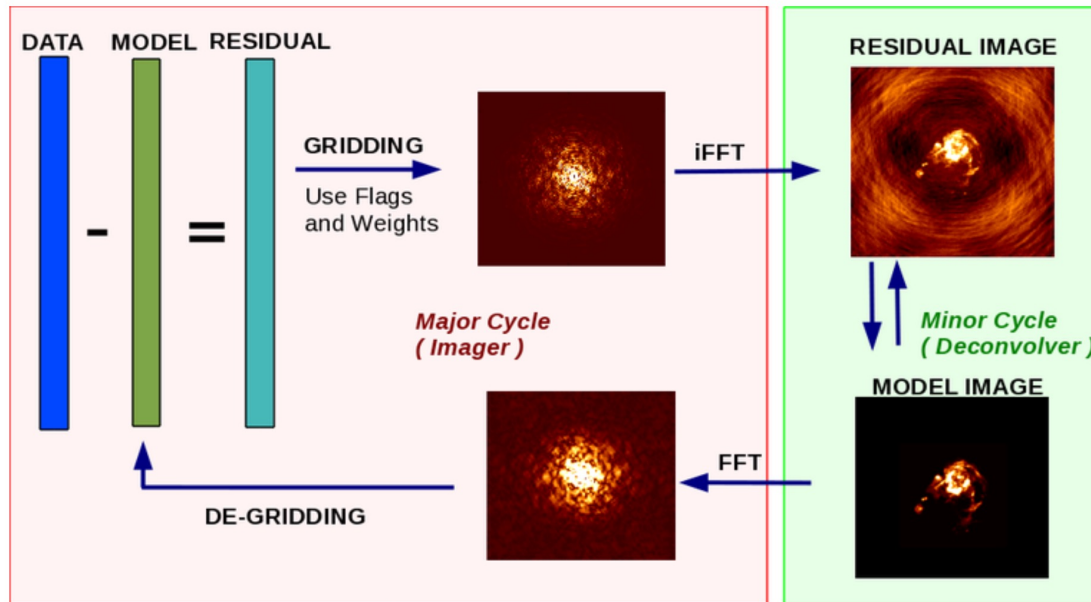 DATA MODEL RESIDUAL
- =
GRIDDING
Use Flags
and Weights
iFFT
RESIDUAL IMAGE
Major Cycle
( Imager )
Minor Cycle
( Deconvolver )
MODEL IMAGE
FFT
DE-GRIDDING